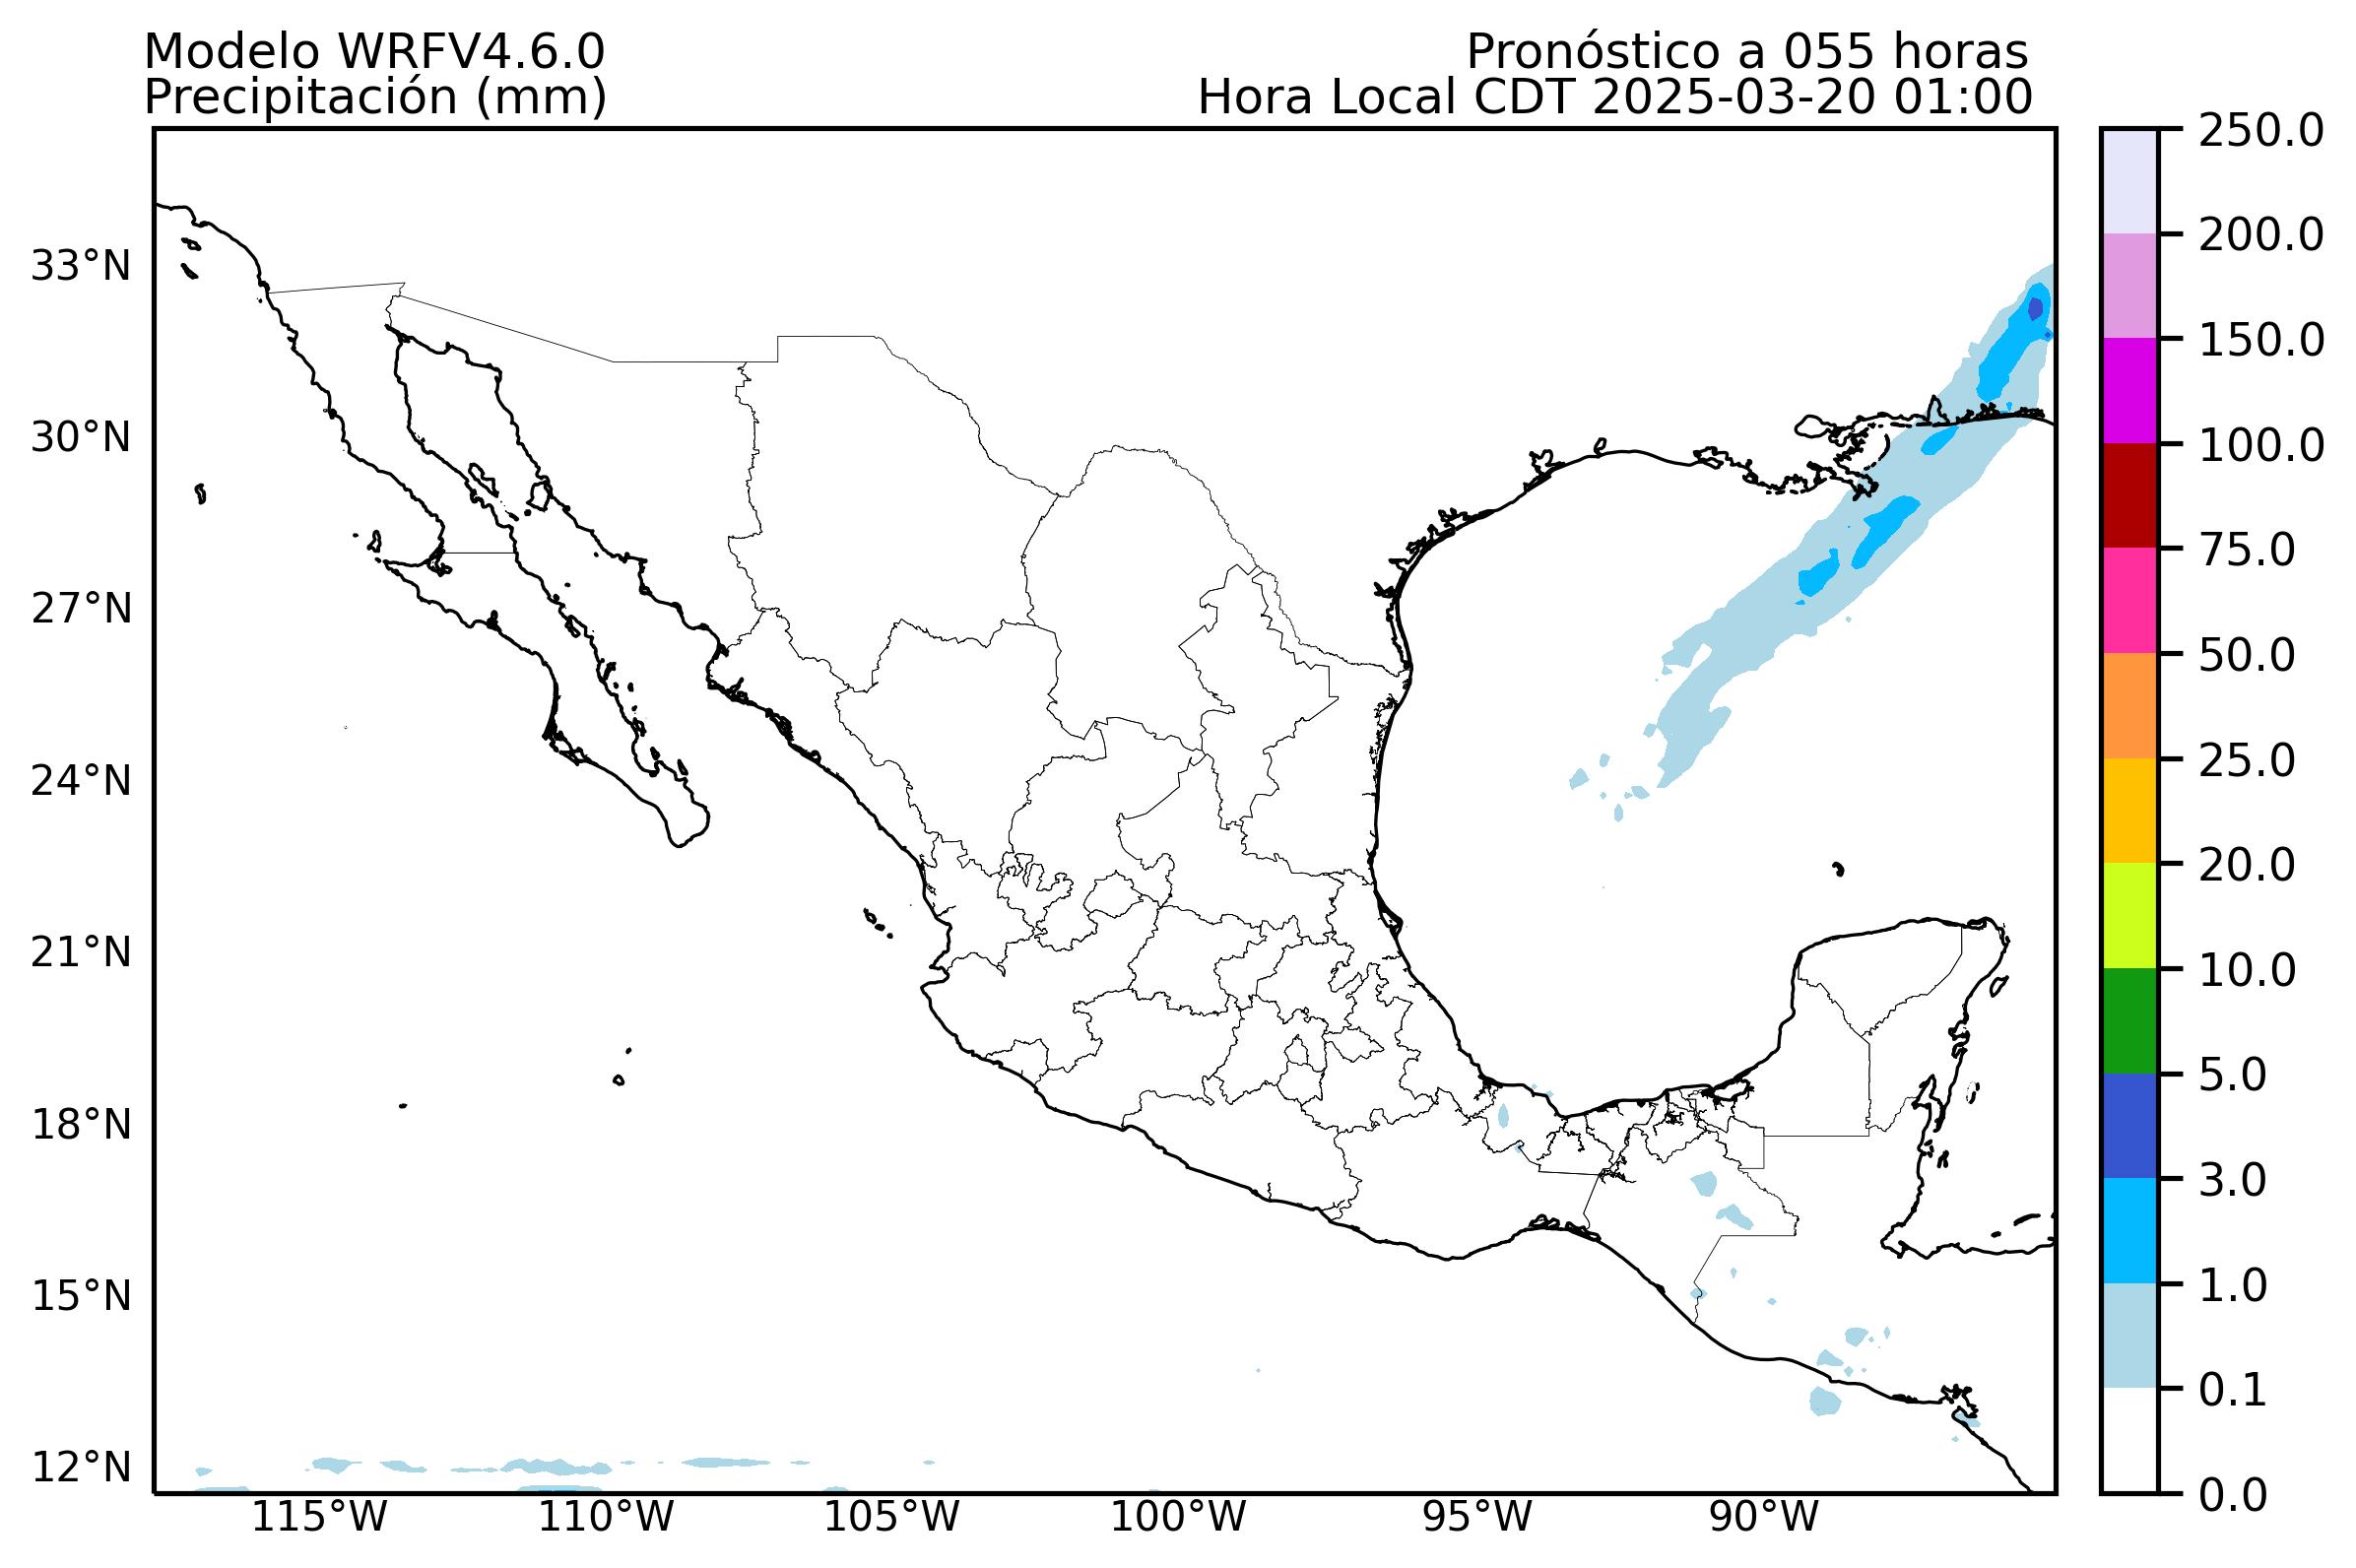 Modelo WRFV4.6.0
Precipitación (mm)
Pronóstico a 055 horas
Hora Local CDT 2025-03-20 01:00
33°N
30°N
27°N
24°N
21°N
18°N
15°N
12°N
115°W
110°W
105°W
100°W
95°W
90°W
250.0
200.0
150.0
100.0
75.0
50.0
25.0
20.0
10.0
5.0
3.0
1.0
0.1
0.0